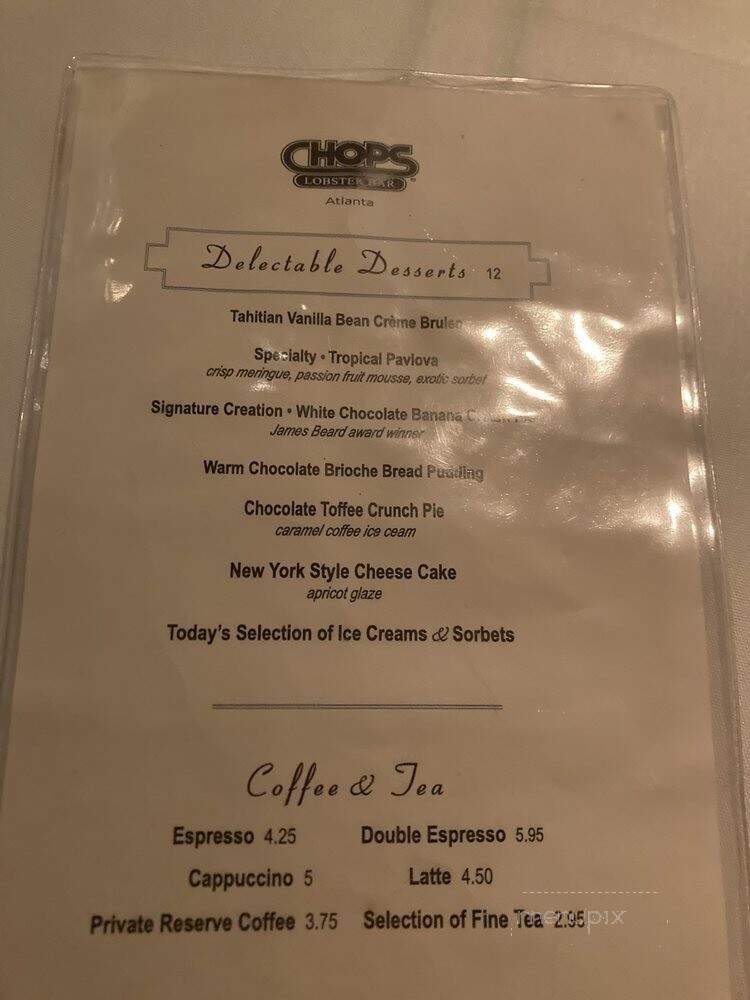 CHOPS
LOBSTER BAR
Atlanta
Delectable Desserts 12
Tahitian Vanilla Bean Crème Brulee
Specialty • Tropical Pavlova
crisp meringue, passion fruit mousse, exotic sorbet
Signature Creation • White Chocolate Banana
James Beard award winner
Warm Chocolate Brioche Bread Pudding
Chocolate Toffee Crunch Pie
caramel coffee ice ceam
New York Style Cheese Cake
apricot glaze
Today's Selection of Ice Creams & Sorbets
Coffee & Tea
Espresso 4.25 Double Espresso 5.95
Cappuccino 5 Latte 4.50
Private Reserve Coffee 3.75 Selection of Fine Tea 2.95
menupix